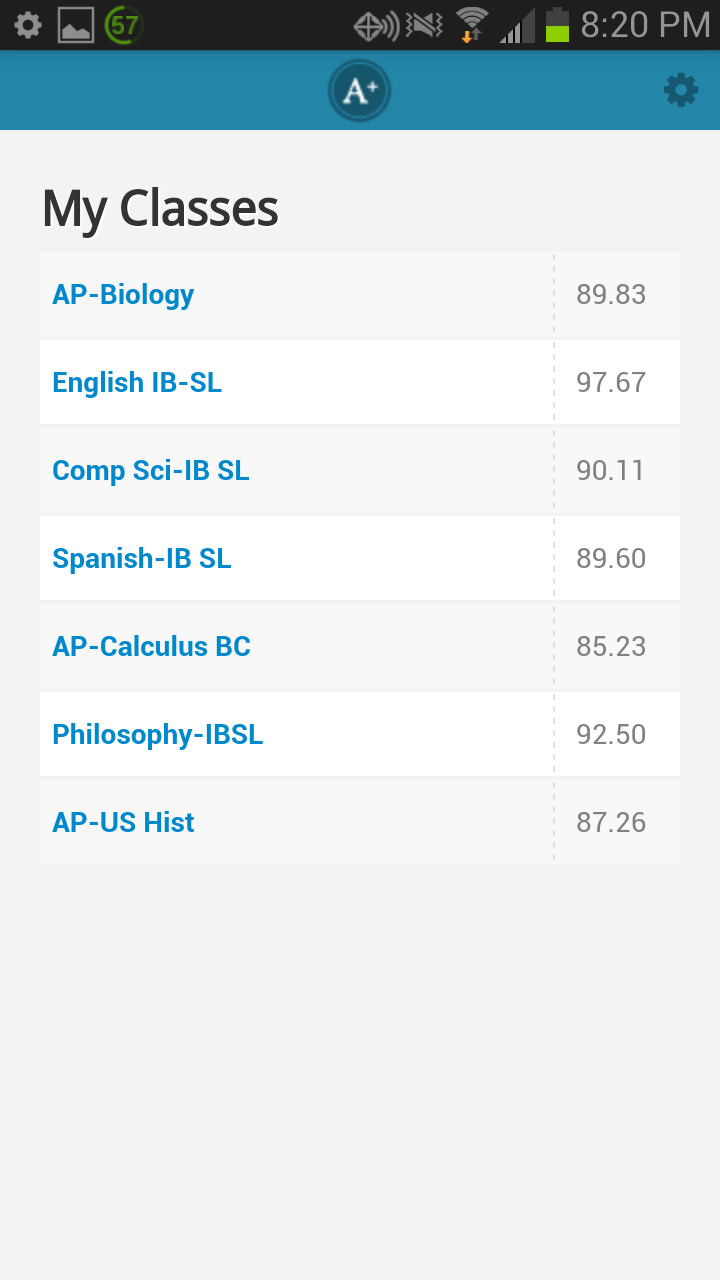 57
8:20 PM
A+
My Classes
AP-Biology 89.83
English IB-SL 97.67
Comp Sci-IB SL 90.11
Spanish-IB SL 89.60
AP-Calculus BC 85.23
Philosophy-IBSL 92.50
AP-US Hist 87.26